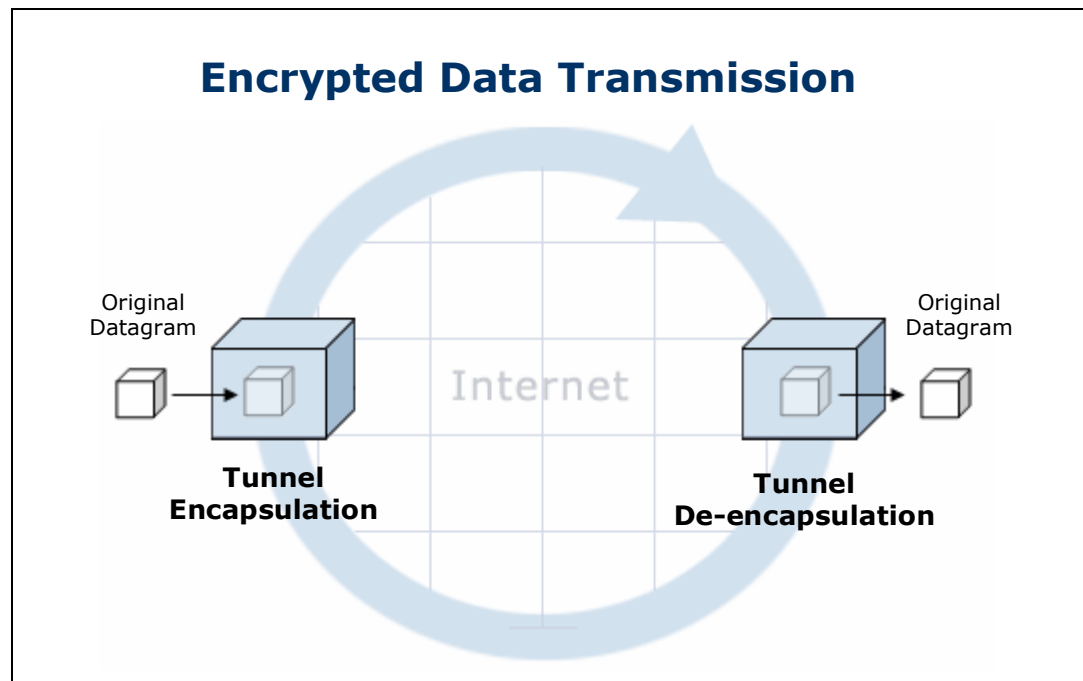 Encrypted Data Transmission
Original
Datagram
Original
Datagram
Internet
Tunnel
Encapsulation
Tunnel
De-encapsulation